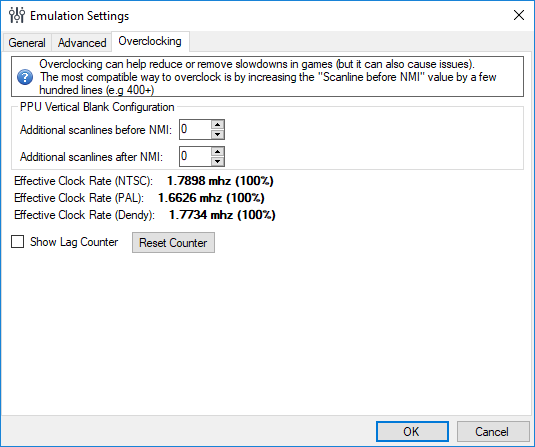 Emulation Settings
General Advanced Overclocking
Overclocking can help reduce or remove slowdowns in games (but it can also cause issues).
The most compatible way to overclock is by increasing the "Scanline before NMI" value by a few
hundred lines (e.g 400+)
PPU Vertical Blank Configuration
Additional scanlines before NMI: 0
Additional scanlines after NMI: 0
Effective Clock Rate (NTSC): 1.7898 mhz (100%)
Effective Clock Rate (PAL): 1.6626 mhz (100%)
Effective Clock Rate (Dendy): 1.7734 mhz (100%)
Show Lag Counter Reset Counter
OK Cancel